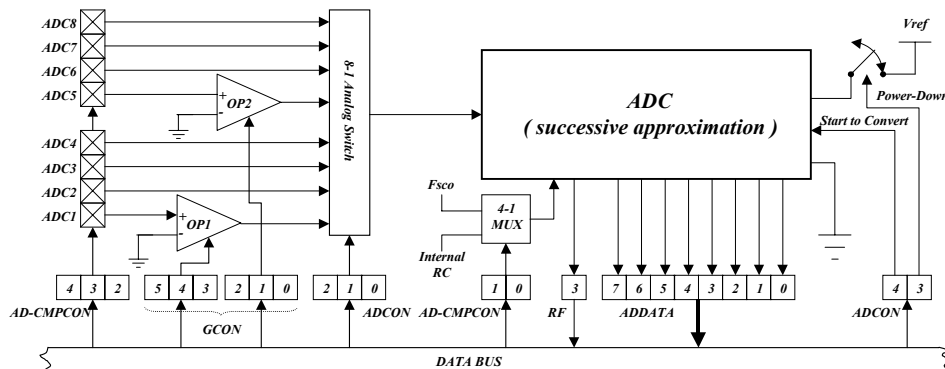 ADC8
ADC7
ADC6
ADC5
ADC4
ADC3
ADC2
ADC1
+
-
OP2
+
-
OP1
8-1 Analog Switch
ADC
( successive approximation )
Vref
Power-Down
Start to Convert
Fsco
4-1
MUX
Internal
RC
4 3 2
5 4 3
2 1 0
2 1 0
1 0
3
7 6 5 4 3 2 1 0
4 3
AD-CMPCON
GCON
ADCON
AD-CMPCON
RF
ADDATA
ADCON
DATA BUS